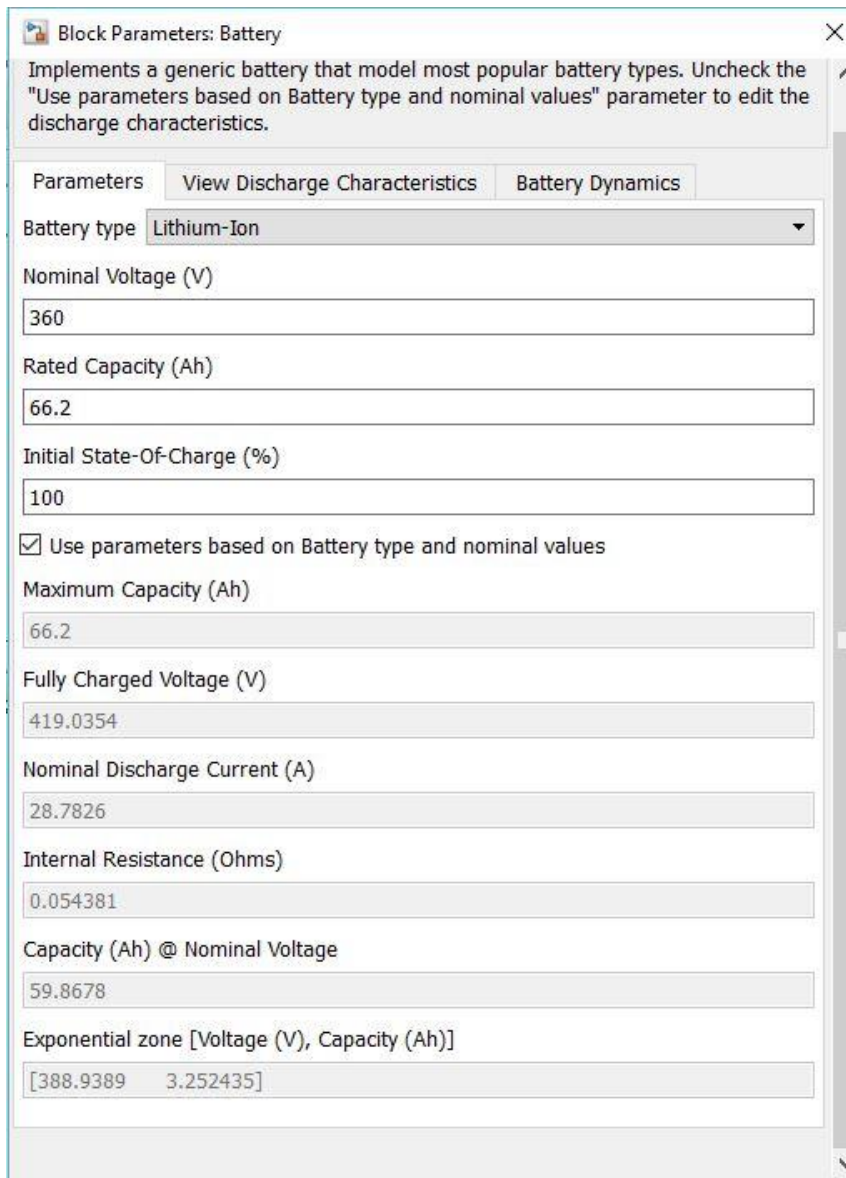 Block Parameters: Battery
Implements a generic battery that model most popular battery types. Uncheck the
"Use parameters based on Battery type and nominal values" parameter to edit the
discharge characteristics.
Parameters View Discharge Characteristics Battery Dynamics
Battery type Lithium-Ion
Nominal Voltage (V)
360
Rated Capacity (Ah)
66.2
Initial State-Of-Charge (%)
100
Use parameters based on Battery type and nominal values
Maximum Capacity (Ah)
66.2
Fully Charged Voltage (V)
419.0354
Nominal Discharge Current (A)
28.7826
Internal Resistance (Ohms)
0.054381
Capacity (Ah) @ Nominal Voltage
59.8678
Exponential zone [Voltage (V), Capacity (Ah)]
[388.9389 3.252435]